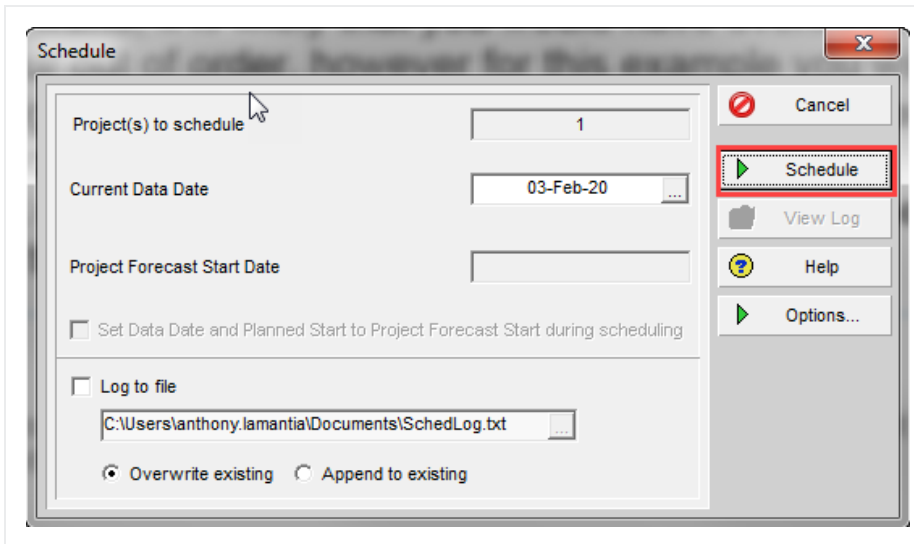 Schedule
Project(s) to schedule 1
Current Data Date 03-Feb-20 ...
Project Forecast Start Date
Set Data Date and Planned Start to Project Forecast Start during scheduling
Log to file
C:\Users\anthony.lamantia\Documents\SchedLog.txt ...
Overwrite existing Append to existing
Cancel
Schedule
View Log
Help
Options...